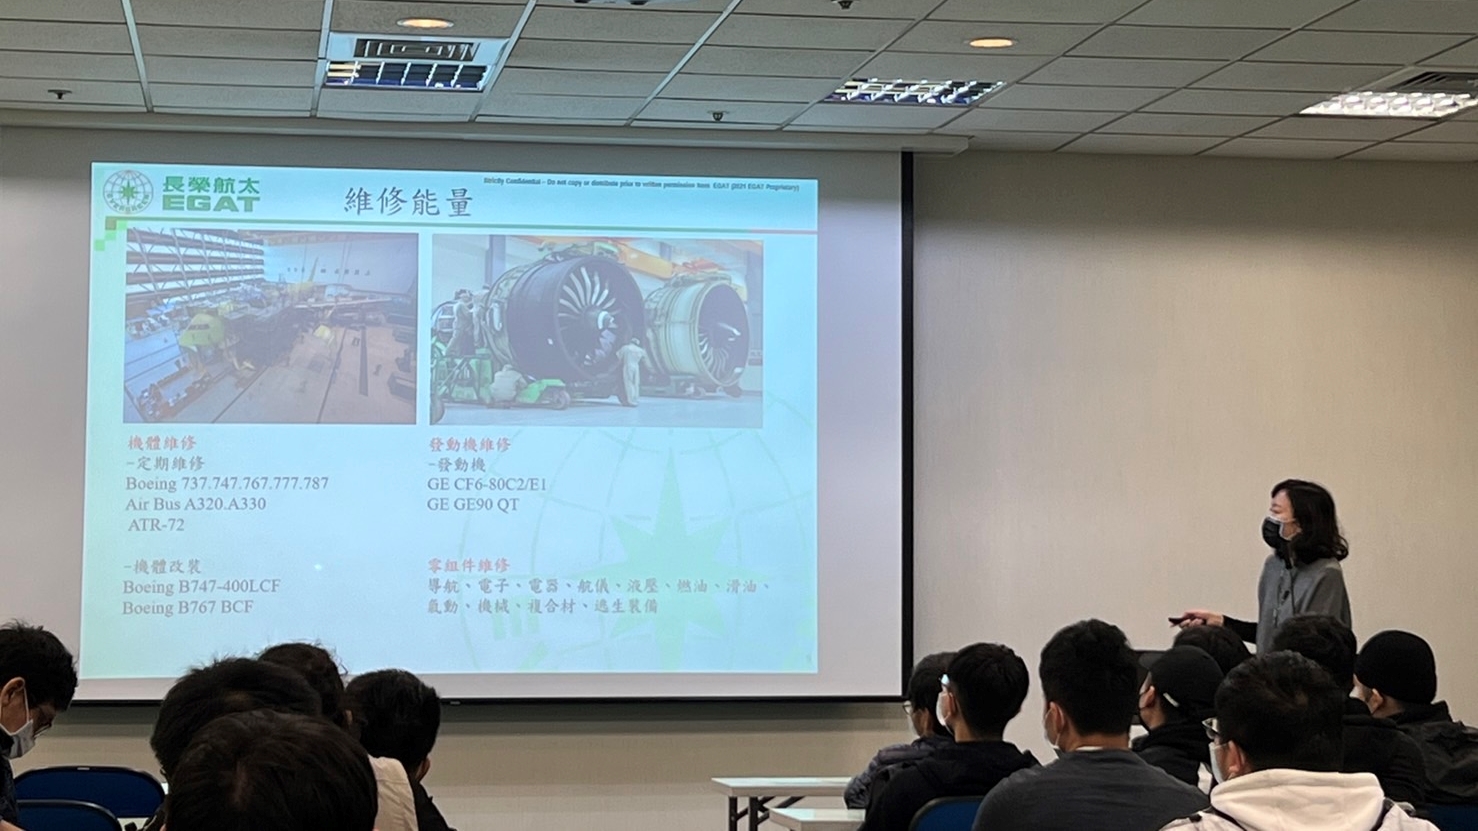 長榮航太
EGAT
維修能量
Strictly Confidential – Do not copy or distribute prior to written permission from EGAT (2021 EGAT Proprietary)
機體維修
-定期維修
Boeing 737.747.767.777.787
Air Bus A320.A330
ATR-72
-機體改裝
Boeing B747-400LCF
Boeing B767 BCF
發動機維修
-發動機
GE CF6-80C2/E1
GE GE90 QT
零組件維修
導航、電子、電器、航儀、液壓、燃油、滑油、
氣動、機械、複合材、逃生裝備